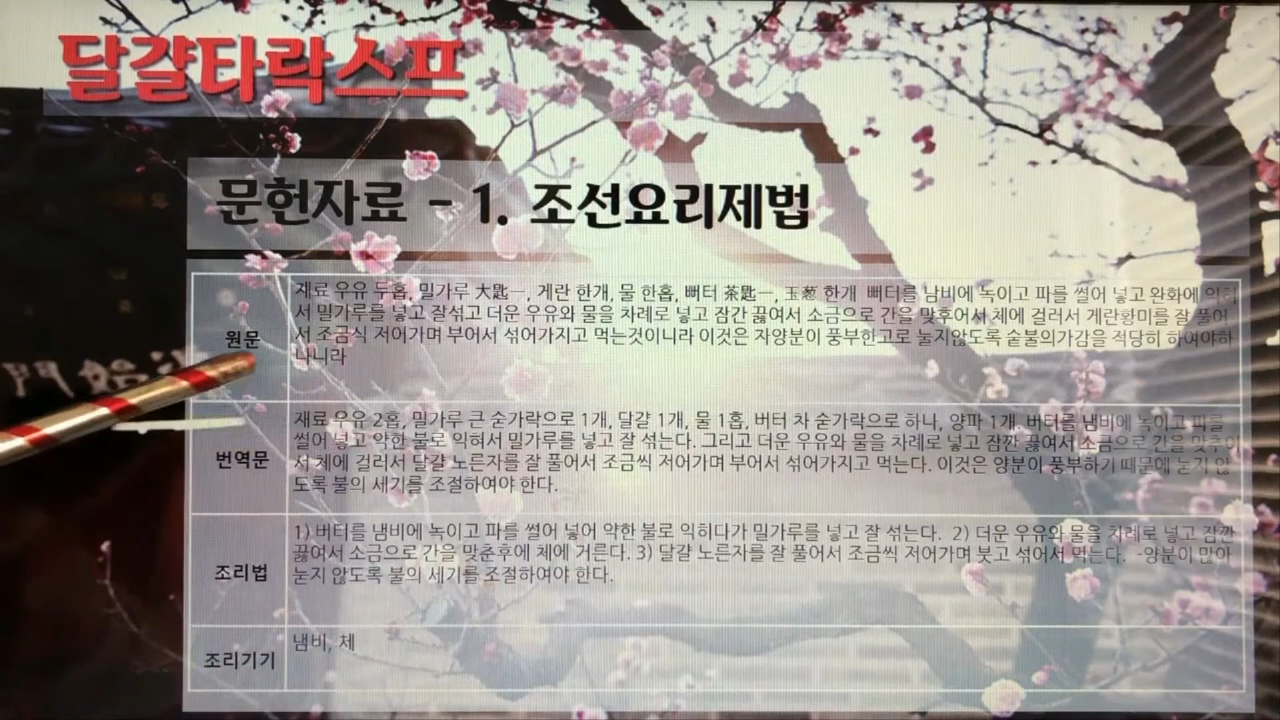 달걀타락스프
문헌자료 - 1. 조선요리제법
원문
재료 우유 두홉, 밀가루 大匙一, 게란 한개, 물 한홉, 뻐터 茶匙一, 玉葱 한개 뻐터를 남비에 녹이고 파를 썰어 넣고 완화에 익혀
서 밀가루를 넣고 잘섞고 더운 우유와 물을 차례로 넣고 잠간 끓여서 소금으로 간을 맞후어서 체에 걸러서 게란황미를 잘 풀어
서 조금식 저어가며 부어서 섞어가지고 먹는것이니라 이것은 자양분이 풍부한고로 눌지않도록 숱불의가감을 적당히 하여야하
나니라
번역문
재료 우유 2홉, 밀가루 큰 숟가락으로 1개, 달걀 1개, 물 1홉, 버터 차 숟가락으로 하나, 양파 1개, 버터를 냄비에 녹이고 파를
썰어 넣고 약한 불로 익혀서 밀가루를 넣고 잘 섞는다. 그리고 더운 우유와 물을 차례로 넣고 잠깐 끓여서 소금으로 간을 맞추어
서 체에 걸러서 달걀 노른자를 잘 풀어서 조금씩 저어가며 부어서 섞어가지고 먹는다. 이것은 양분이 풍부하기 때문에 눋기 않
도록 불의 세기를 조절하여야 한다.
조리법
1) 버터를 냄비에 녹이고 파를 썰어 넣어 약한 불로 익히다가 밀가루를 넣고 잘 섞는다. 2) 더운 우유와 물을 차례로 넣고 잠깐
끓여서 소금으로 간을 맞춘후에 체에 거른다. 3) 달걀 노른자를 잘 풀어서 조금씩 저어가며 붓고 섞어서 먹는다. -양분이 많아
눋지 않도록 불의 세기를 조절하여야 한다.
조리기기
냄비, 체